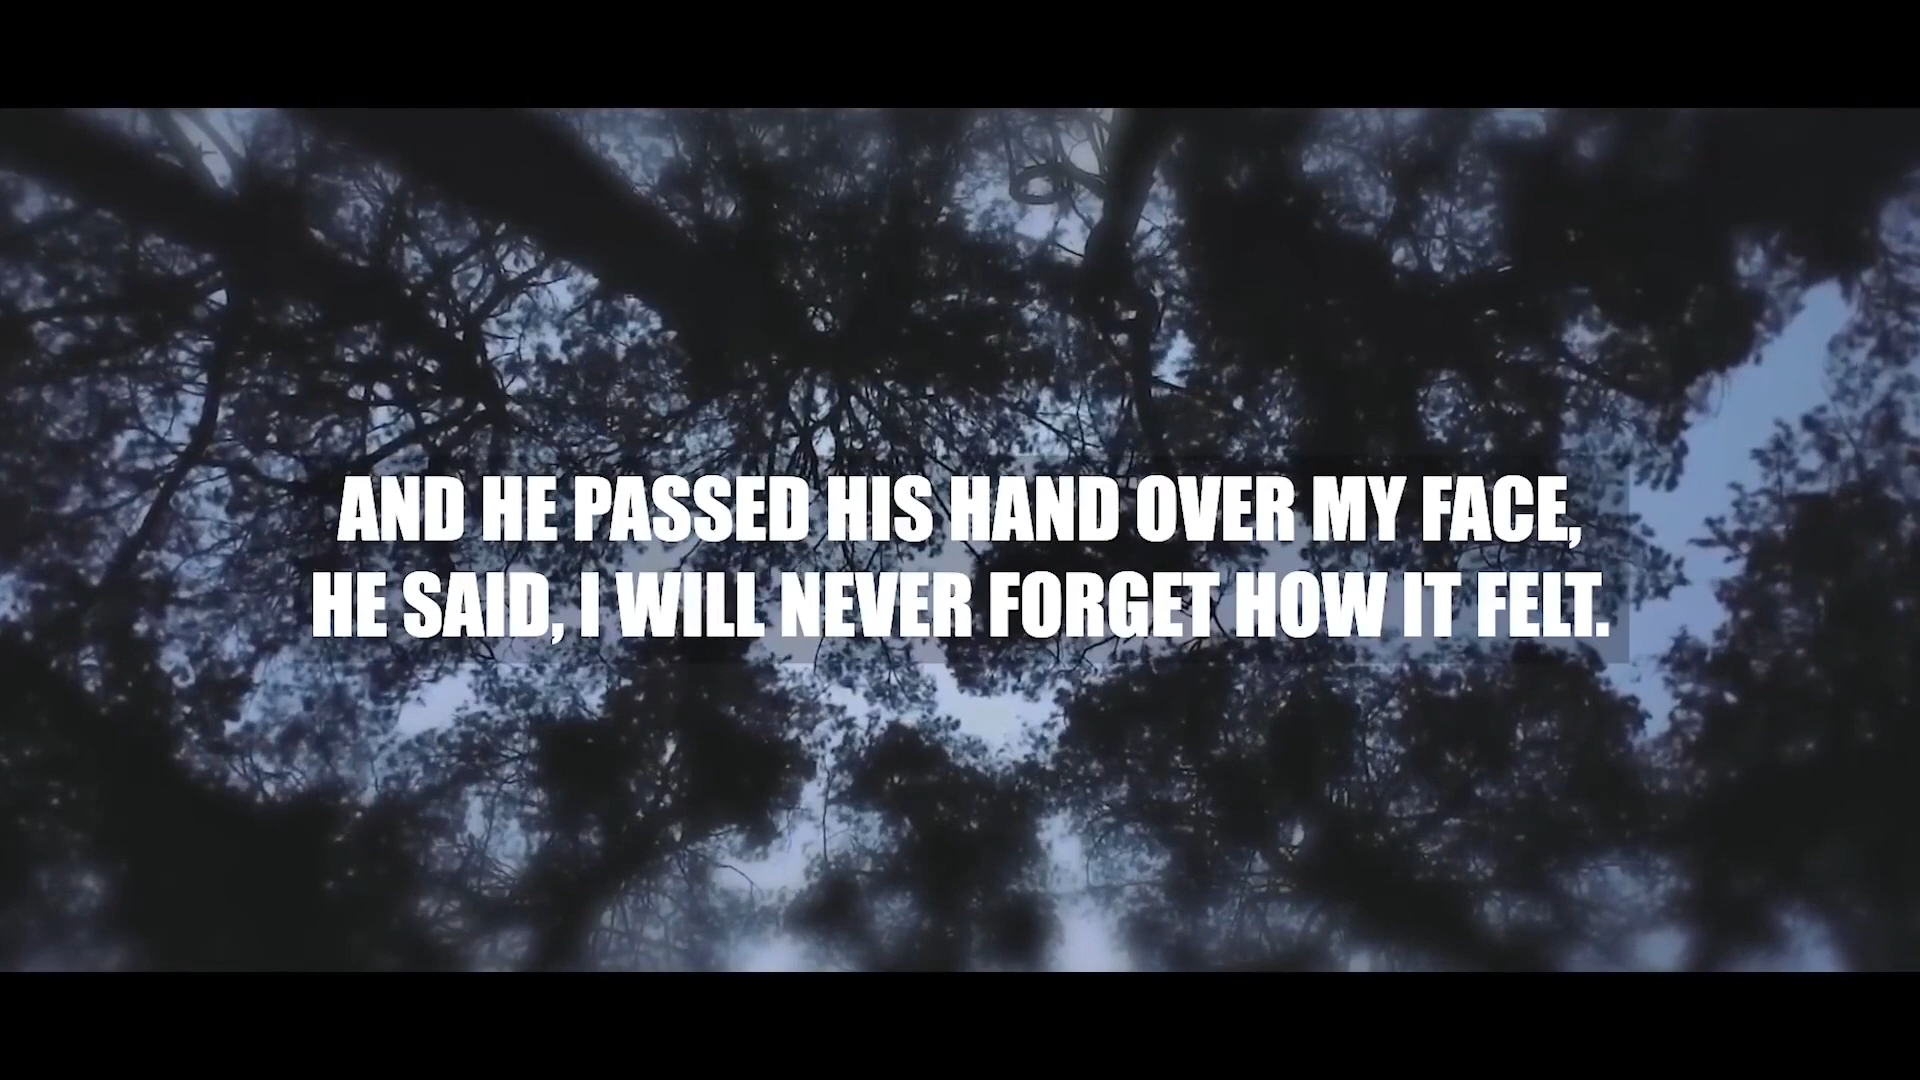 AND HE PASSED HIS HAND OVER MY FACE,
HE SAID, I WILL NEVER FORGET HOW IT FELT.